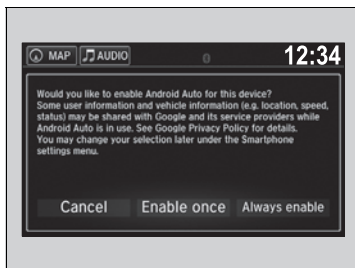 MAP AUDIO 0 12:34
Would you like to enable Android Auto for this device?
Some user information and vehicle information (e.g. location, speed,
status) may be shared with Google and its service providers while
Android Auto is in use. See Google Privacy Policy for details.
You may change your selection later under the Smartphone
settings menu.
Cancel Enable once Always enable